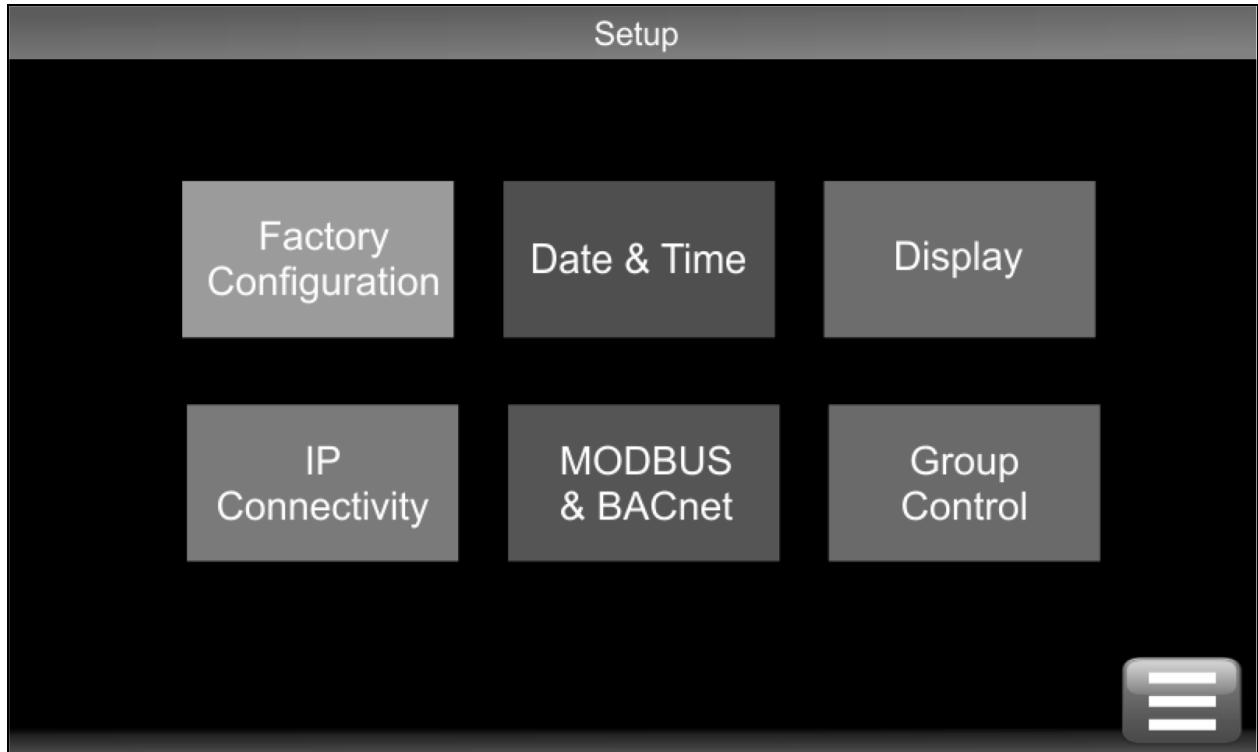 Setup
Factory
Configuration
Date & Time
Display
IP
Connectivity
MODBUS
& BACnet
Group
Control